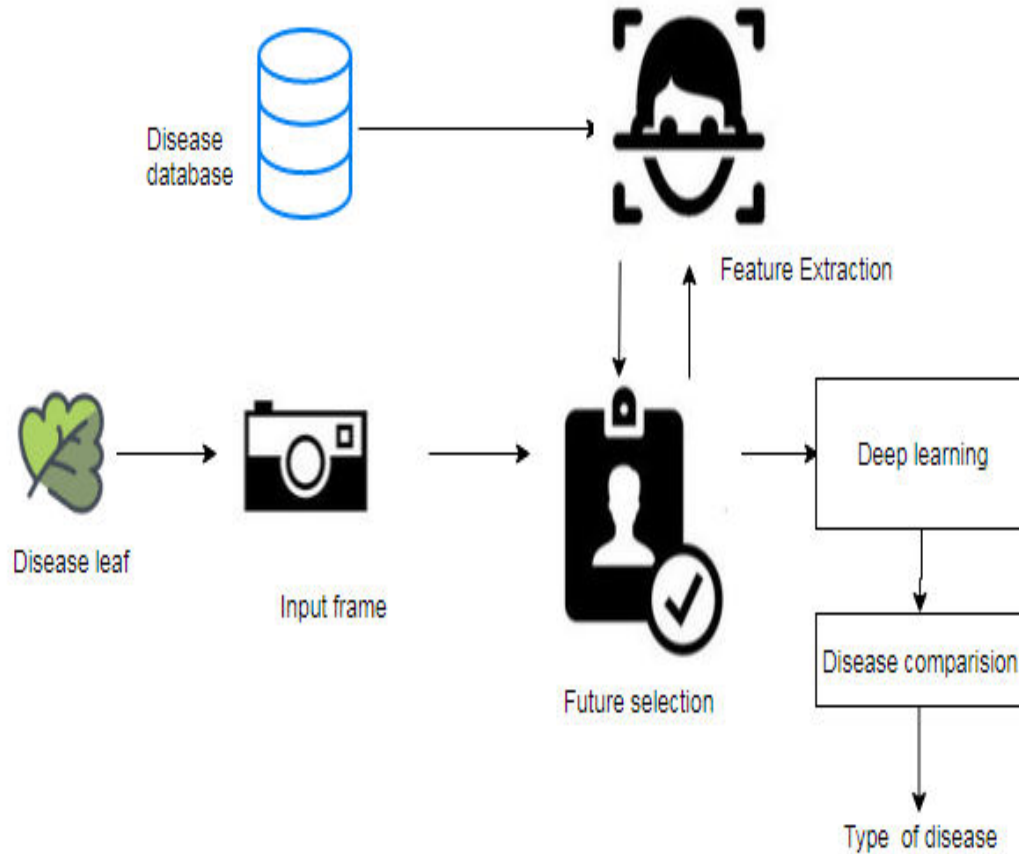 Disease
database
Feature Extraction
Deep learning
Disease leaf
Input frame
Disease comparision
Future selection
Type of disease